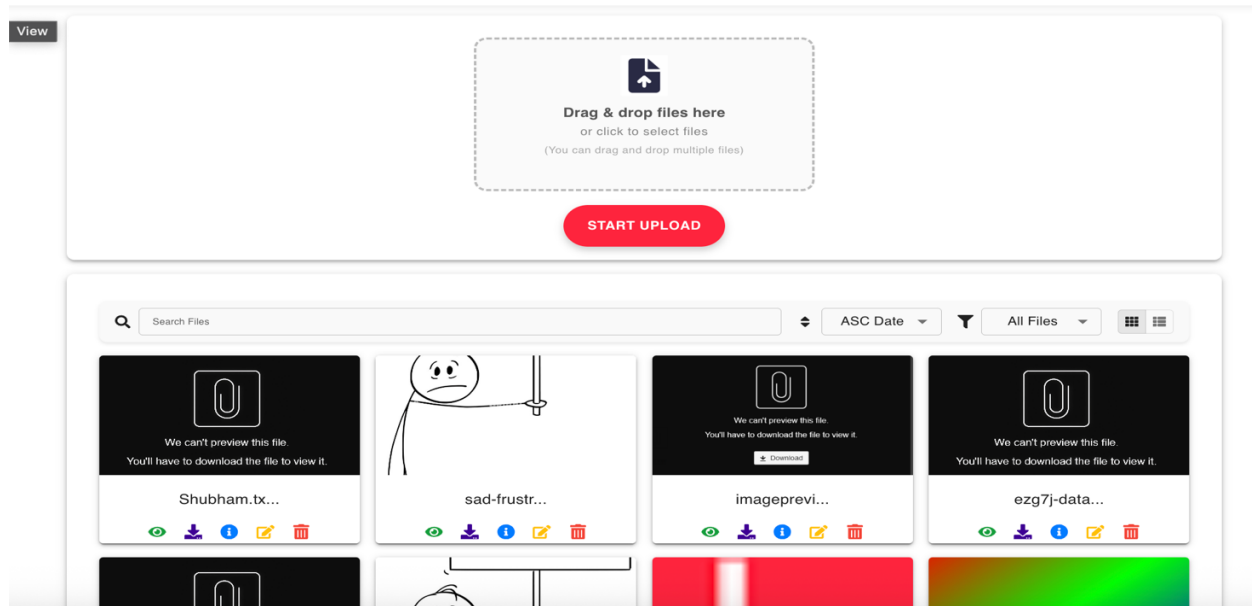 View
Drag & drop files here
or click to select files
(You can drag and drop multiple files)
START UPLOAD
Search Files
ASC Date
All Files
We can't preview this file.
You'll have to download the file to view it.
We can't preview this file.
You'll have to download the file to view it.
Download
We can't preview this file.
You'll have to download the file to view it.
Shubham.tx...
sad-frustr...
imageprevi...
ezg7j-data...